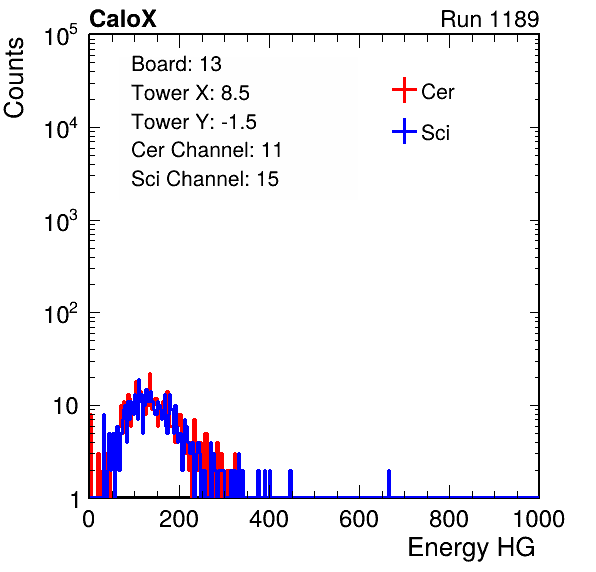 CaloX Run 1189
Counts
10^5
10^4
10^3
10^2
10
1
Board: 13
Tower X: 8.5
Tower Y: -1.5
Cer Channel: 11
Sci Channel: 15
Cer
Sci
0 200 400 600 800 1000
Energy HG